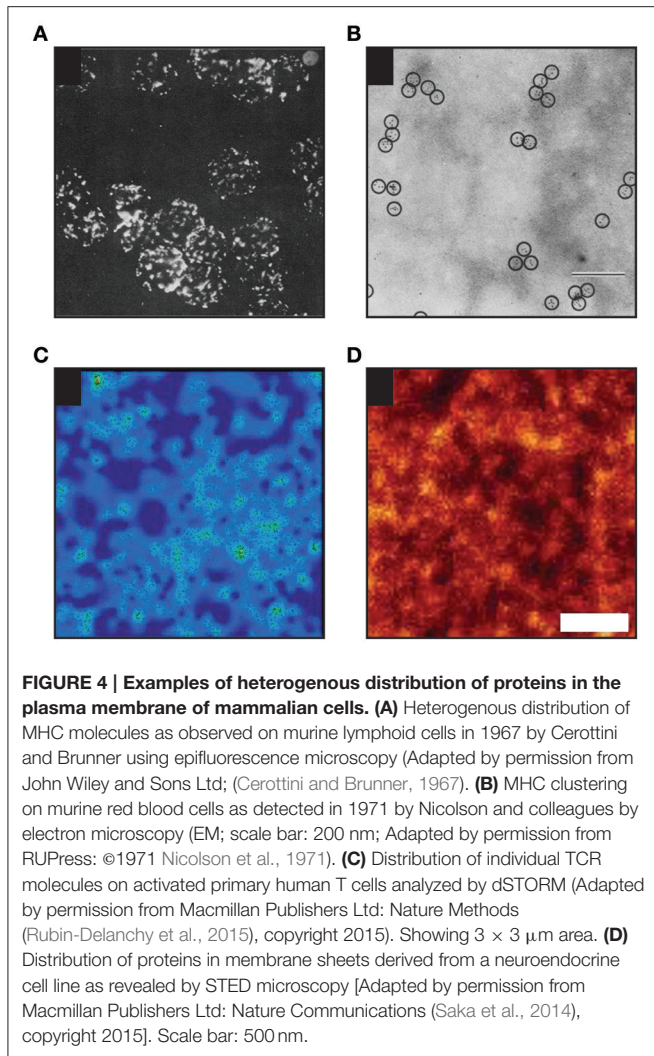 A
B
C
D
FIGURE 4 | Examples of heterogenous distribution of proteins in the
plasma membrane of mammalian cells. (A) Heterogenous distribution of
MHC molecules as observed on murine lymphoid cells in 1967 by Cerottini
and Brunner using epifluorescence microscopy (Adapted by permission from
John Wiley and Sons Ltd; (Cerottini and Brunner, 1967). (B) MHC clustering
on murine red blood cells as detected in 1971 by Nicolson and colleagues by
electron microscopy (EM; scale bar: 200 nm; Adapted by permission from
RUPress: ©1971 Nicolson et al., 1971). (C) Distribution of individual TCR
molecules on activated primary human T cells analyzed by dSTORM (Adapted
by permission from Macmillan Publishers Ltd: Nature Methods
(Rubin-Delanchy et al., 2015), copyright 2015). Showing 3 × 3 μm area. (D)
Distribution of proteins in membrane sheets derived from a neuroendocrine
cell line as revealed by STED microscopy [Adapted by permission from
Macmillan Publishers Ltd: Nature Communications (Saka et al., 2014),
copyright 2015]. Scale bar: 500 nm.